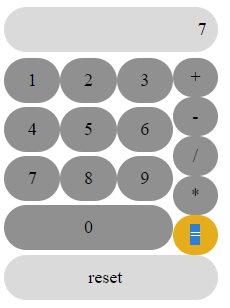 7
1 2 3 +
4 5 6 -
/
7 8 9 *
0 =
reset